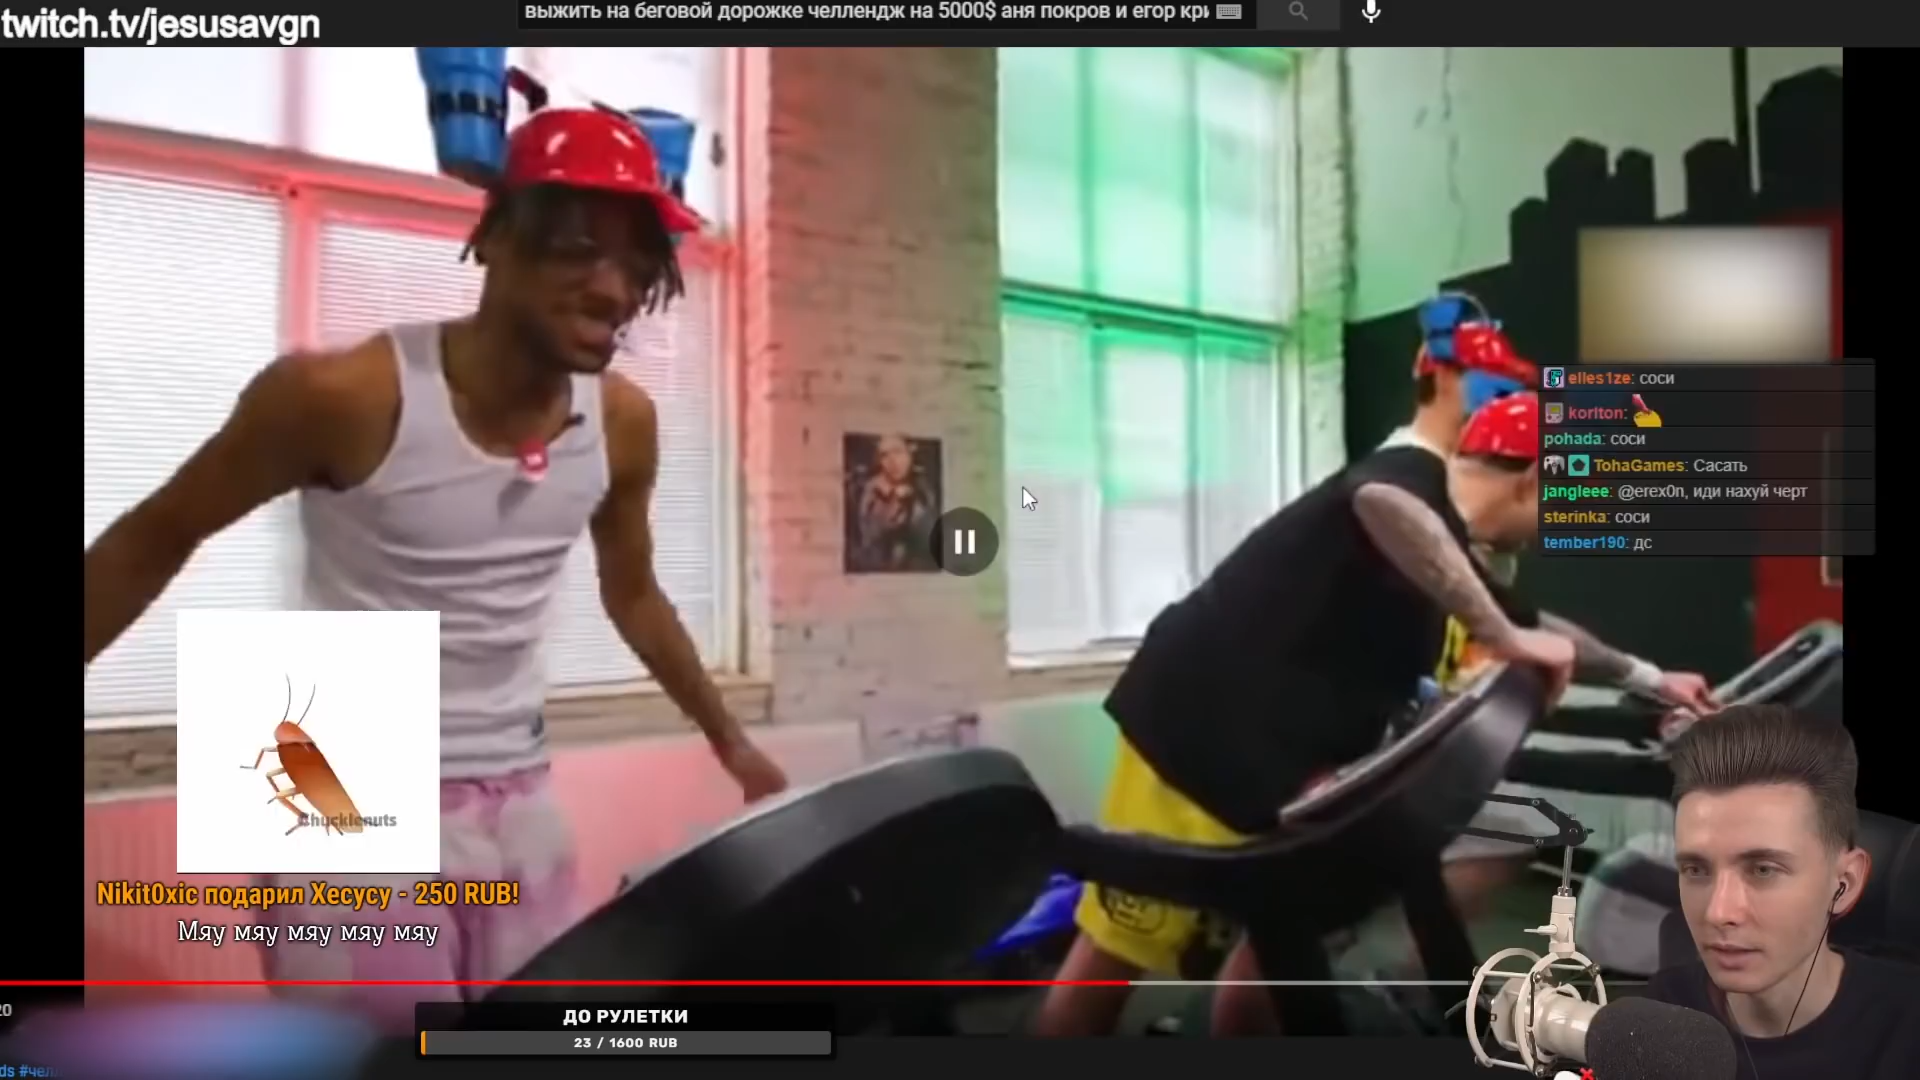 twitch.tv/jesusavgn
выжить на беговой дорожке челлендж на 5000$ аня покров и егор кри
elles1ze: соси
korlton:
pohada: соси
TohaGames: Сасать
jangleee: @erex0n, иди нахуй черт
sterinka: соси
tember190: дс
Chucklenuts
Nikit0xic подарил Хесусу - 250 RUB!
Мяу мяу мяу мяу мяу
ДО РУЛЕТКИ
23 / 1600 RUB